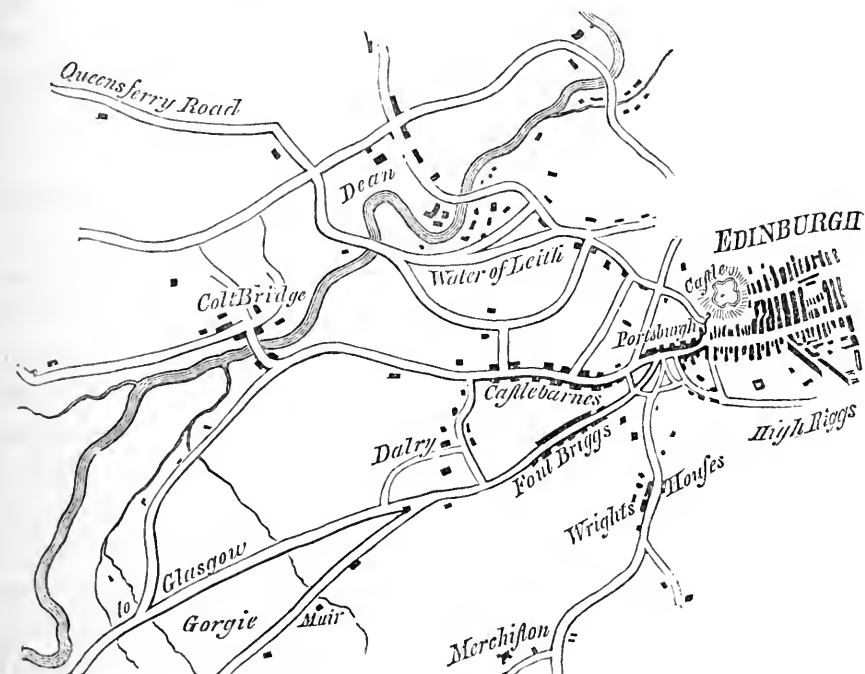 Queensferry Road
Dean
EDINBURGH
Castle
Water of Leith
Colt Bridge
Portsburgh
Caſtlebarnes
High Riggs
Dalry
Foul Briggs
Wrights Houſes
to Glasgow
Gorgie Muir
Merchiſton